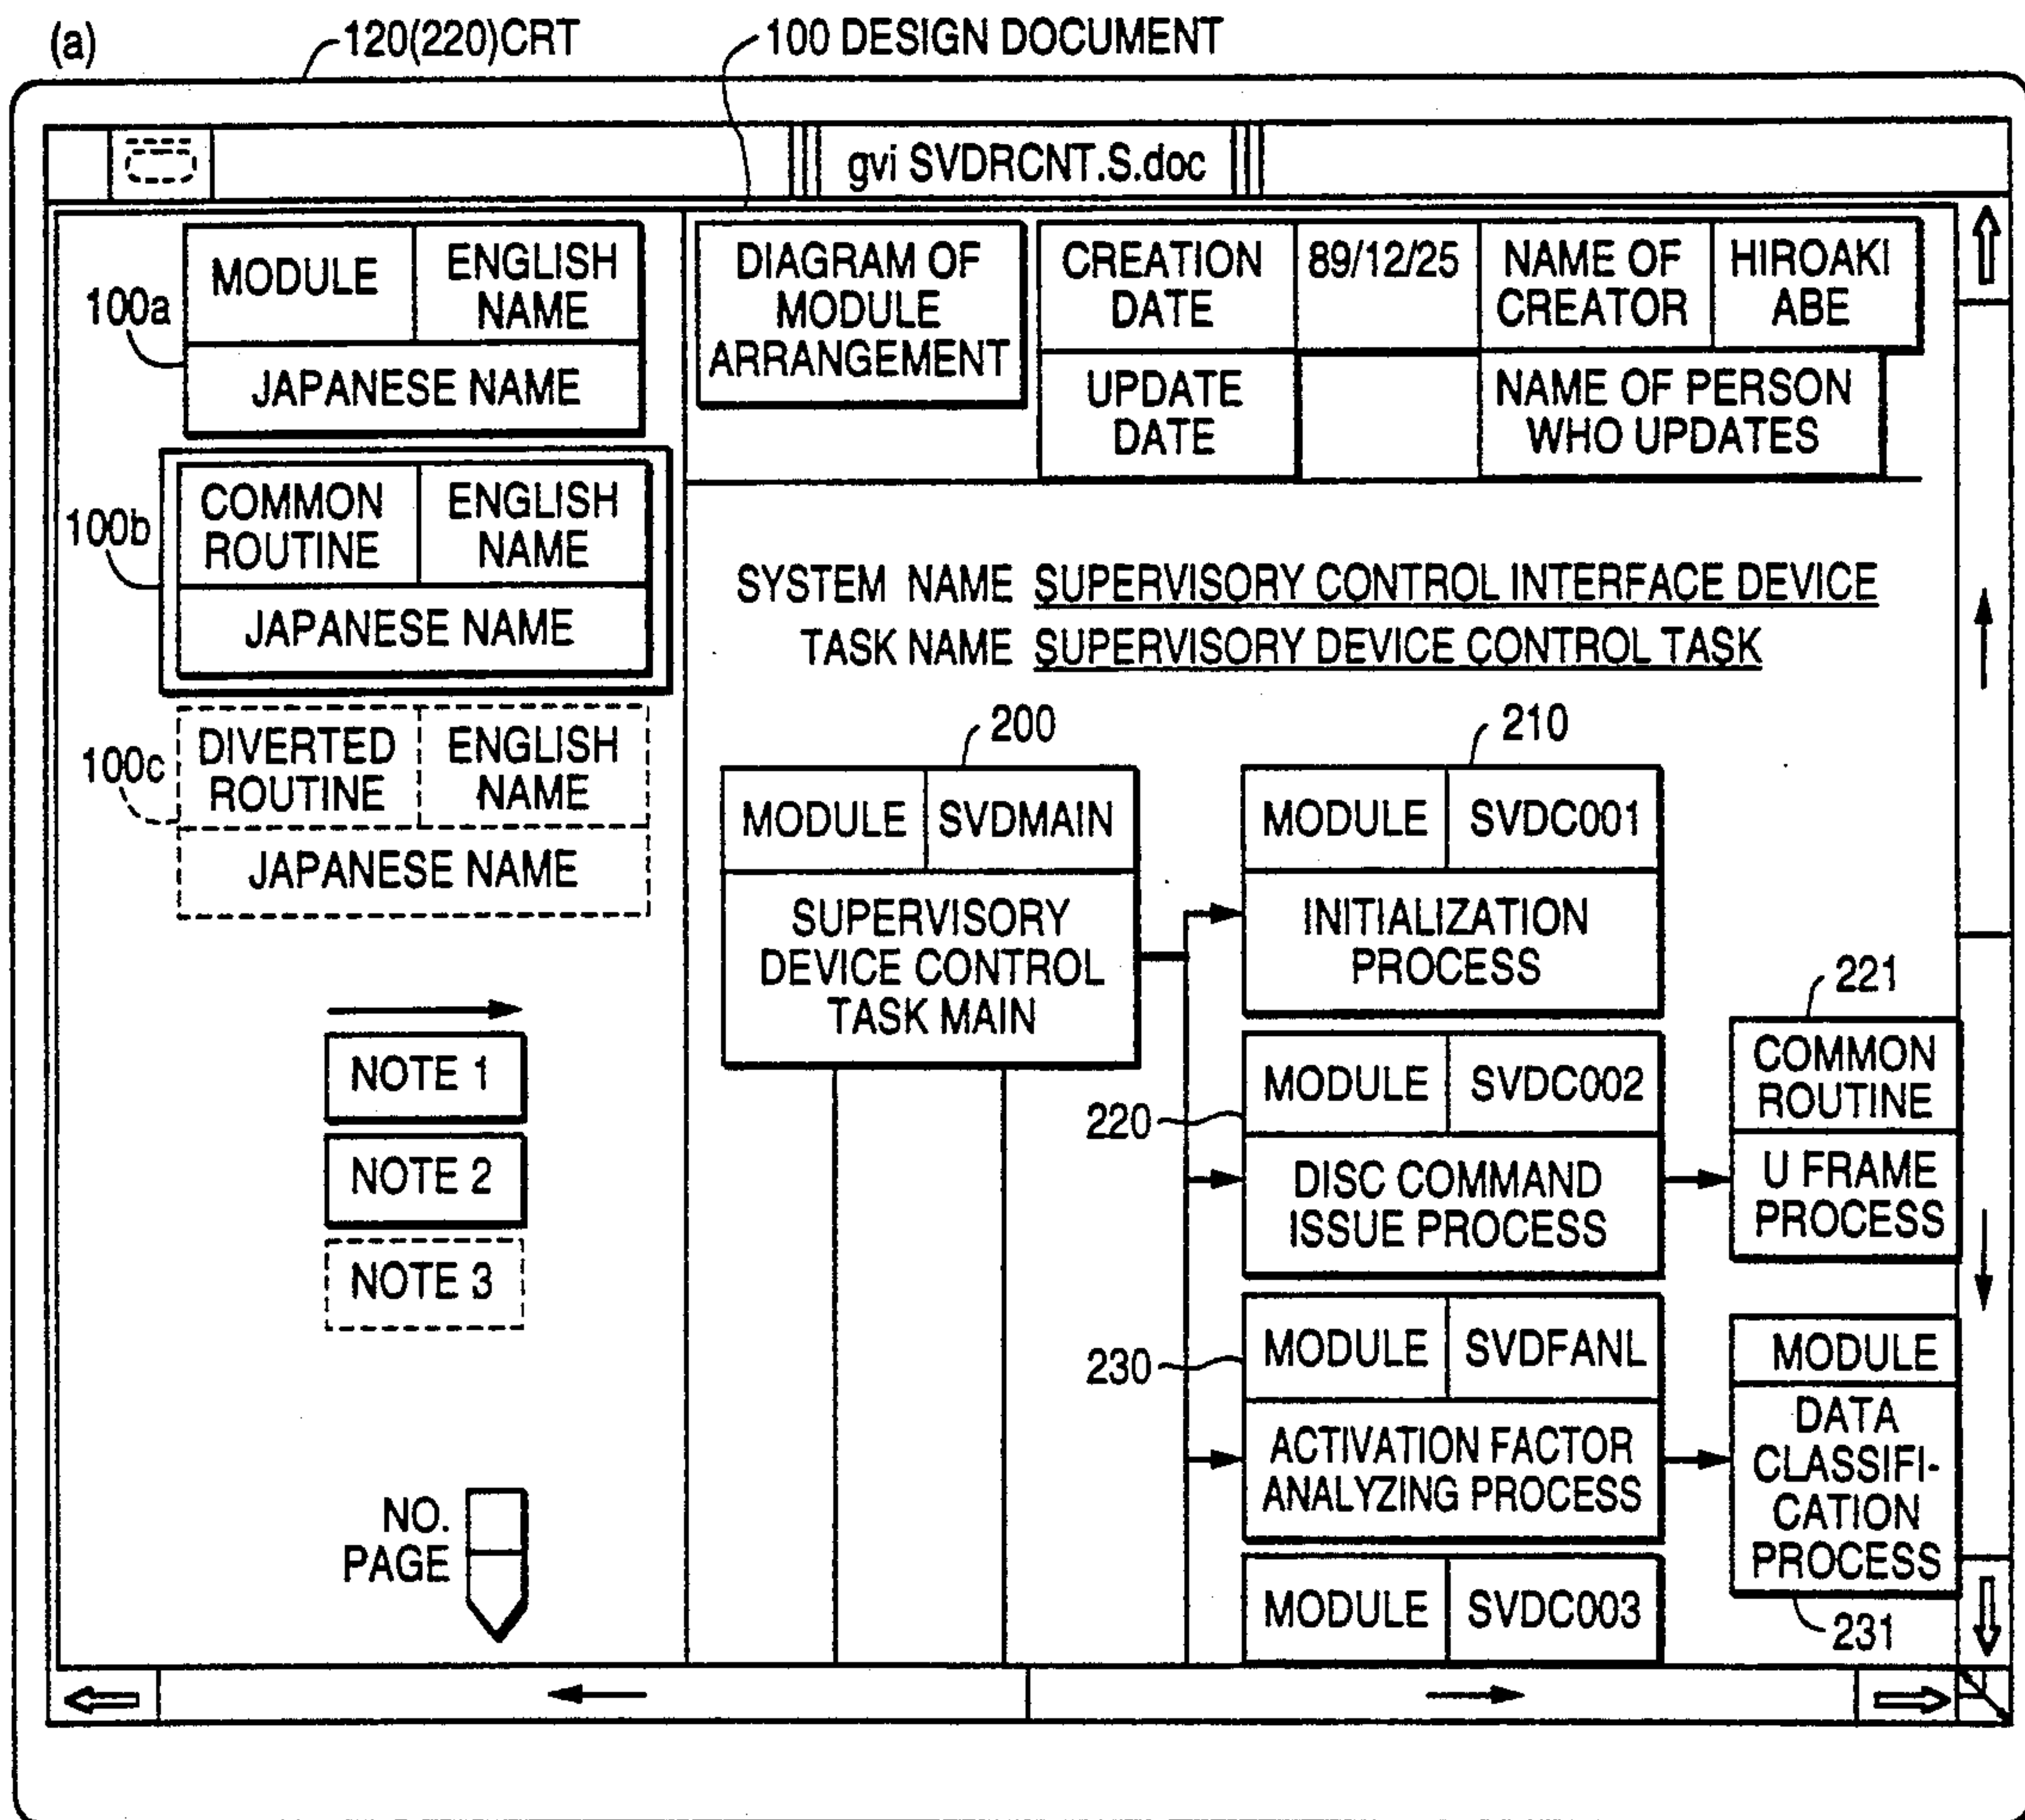 (a)
120(220)CRT
100 DESIGN DOCUMENT
gvi SVDRCNT.S.doc
100a
MODULE
ENGLISH
NAME
JAPANESE NAME
100b
COMMON
ROUTINE
ENGLISH
NAME
JAPANESE NAME
100c
DIVERTED
ROUTINE
ENGLISH
NAME
JAPANESE NAME
NOTE 1
NOTE 2
NOTE 3
NO.
PAGE
DIAGRAM OF
MODULE
ARRANGEMENT
CREATION
DATE
89/12/25
NAME OF
CREATOR
HIROAKI
ABE
UPDATE
DATE
NAME OF PERSON
WHO UPDATES
SYSTEM NAME SUPERVISORY CONTROL INTERFACE DEVICE
TASK NAME SUPERVISORY DEVICE CONTROL TASK
200
MODULE
SVDMAIN
SUPERVISORY
DEVICE CONTROL
TASK MAIN
210
MODULE
SVDC001
INITIALIZATION
PROCESS
220
MODULE
SVDC002
DISC COMMAND
ISSUE PROCESS
221
COMMON
ROUTINE
U FRAME
PROCESS
230
MODULE
SVDFANL
ACTIVATION FACTOR
ANALYZING PROCESS
MODULE
DATA
CLASSIFI-
CATION
PROCESS
231
MODULE
SVDC003